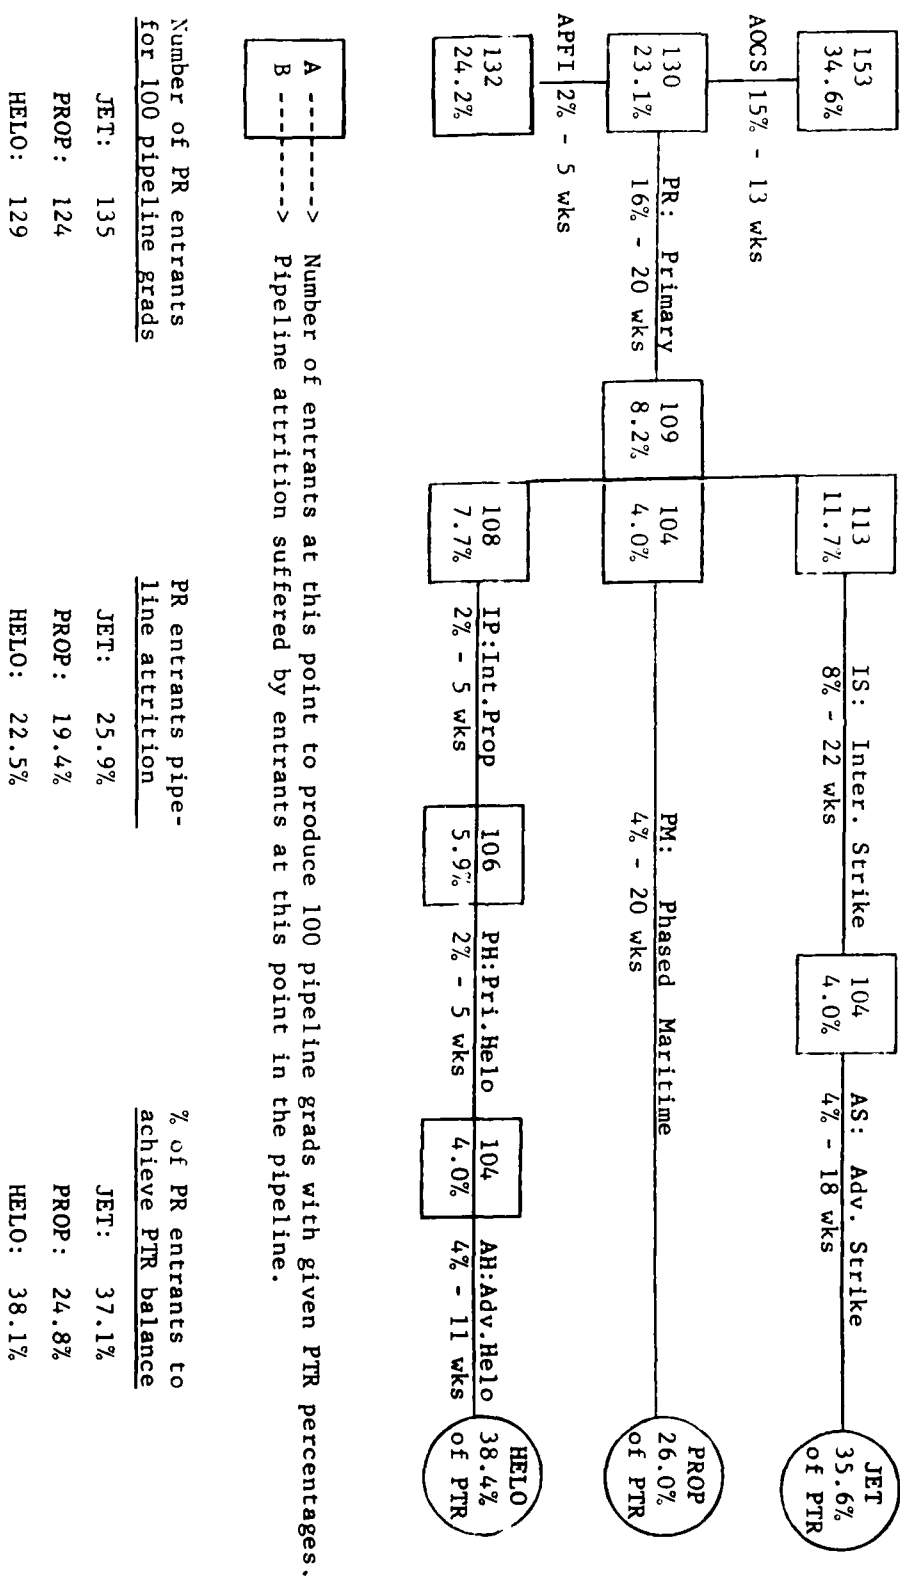 153
34.6%
AOCS 15% - 13 wks
130
23.1%
APFI 2% - 5 wks
132
24.2%
PR: Primary
16% - 20 wks
109
8.2%
104
4.0%
113
11.7%
IS: Inter. Strike
8% - 22 wks
104
4.0%
AS: Adv. Strike
4% - 18 wks
JET
35.6%
of PTR
PM: Phased Maritime
4% - 20 wks
PROP
26.0%
of PTR
108
7.7%
IP:Int.Prop
2% - 5 wks
106
5.9%
PH:Pri.Helo
2% - 5 wks
104
4.0%
AH:Adv.Helo
4% - 11 wks
HELO
38.4%
of PTR
A ------> Number of entrants at this point to produce 100 pipeline grads with given PTR percentages.
B ------> Pipeline attrition suffered by entrants at this point in the pipeline.
Number of PR entrants
for 100 pipeline grads
JET: 135
PROP: 124
HELO: 129
PR entrants pipe-
line attrition
JET: 25.9%
PROP: 19.4%
HELO: 22.5%
% of PR entrants to
achieve PTR balance
JET: 37.1%
PROP: 24.8%
HELO: 38.1%